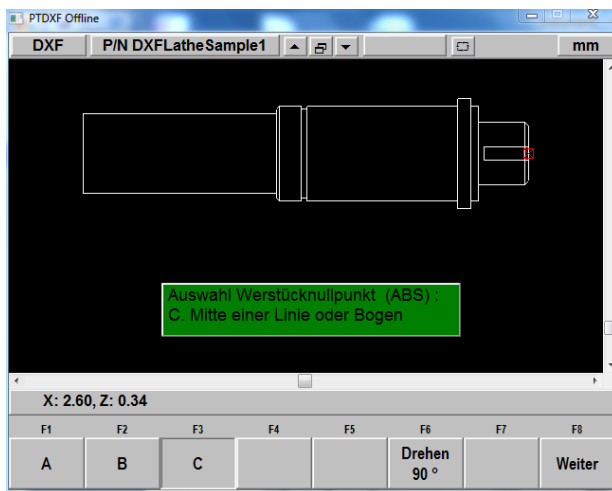 PTDXF Offline
DXF P/N DXFLatheSample1 mm
Auswahl Werstücknullpunkt (ABS) :
C. Mitte einer Linie oder Bogen
X: 2.60, Z: 0.34
F1 F2 F3 F4 F5 F6 F7 F8
A B C Drehen 90 ° Weiter